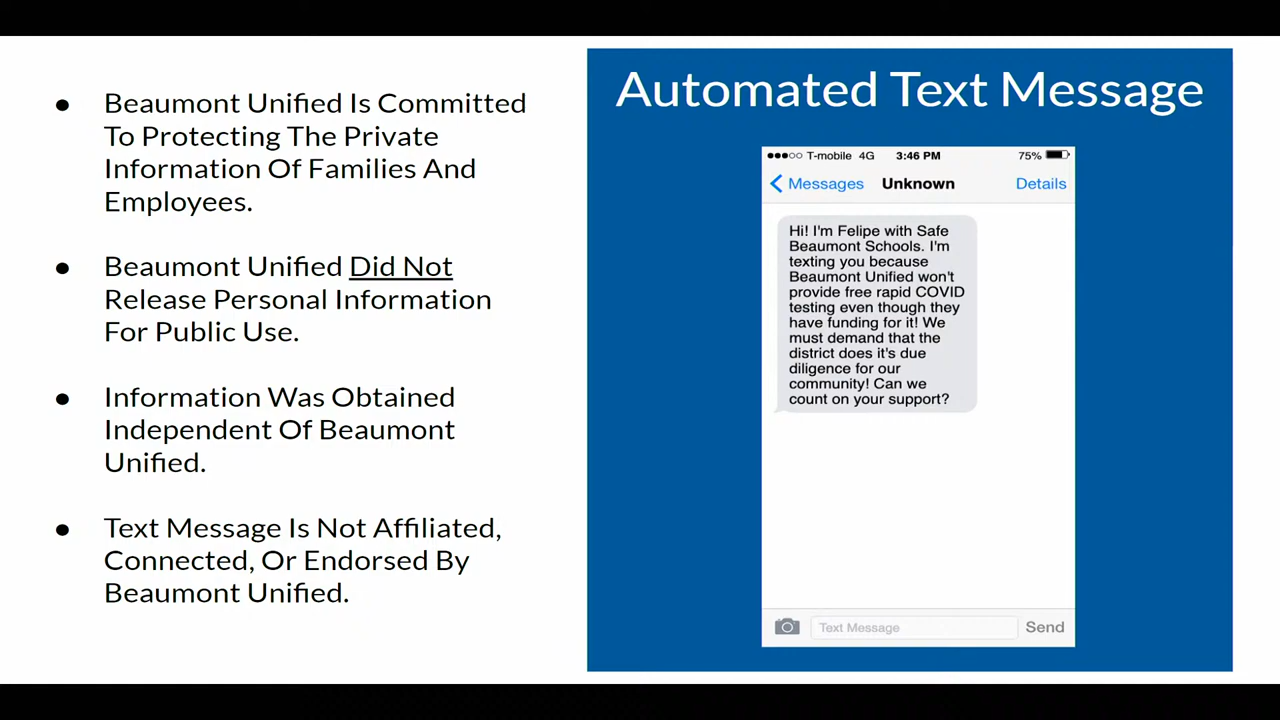 ● Beaumont Unified Is Committed
To Protecting The Private
Information Of Families And
Employees.
● Beaumont Unified Did Not
Release Personal Information
For Public Use.
● Information Was Obtained
Independent Of Beaumont
Unified.
● Text Message Is Not Affiliated,
Connected, Or Endorsed By
Beaumont Unified.
Automated Text Message
T-mobile 4G 3:46 PM 75%
Messages Unknown Details
Hi! I'm Felipe with Safe
Beaumont Schools. I'm
texting you because
Beaumont Unified won't
provide free rapid COVID
testing even though they
have funding for it! We
must demand that the
district does it's due
diligence for our
community! Can we
count on your support?
Text Message Send